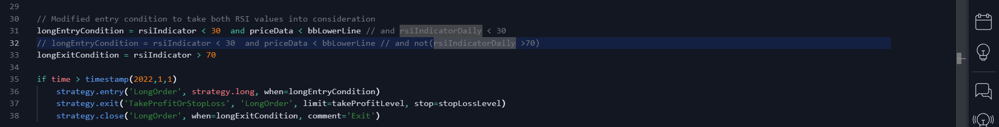 29
30 // Modified entry condition to take both RSI values into consideration
31 longEntryCondition = rsiIndicator < 30  and priceData < bbLowerLine // and rsiIndicatorDaily < 30
32 // longEntryCondition = rsiIndicator < 30  and priceData < bbLowerLine // and not(rsiIndicatorDaily >70)
33 longExitCondition = rsiIndicator > 70
34
35 if time > timestamp(2022,1,1)
36     strategy.entry('LongOrder', strategy.long, when=longEntryCondition)
37     strategy.exit('TakeProfitOrStopLoss', 'LongOrder', limit=takeProfitLevel, stop=stopLossLevel)
38     strategy.close('LongOrder', when=longExitCondition, comment='Exit')